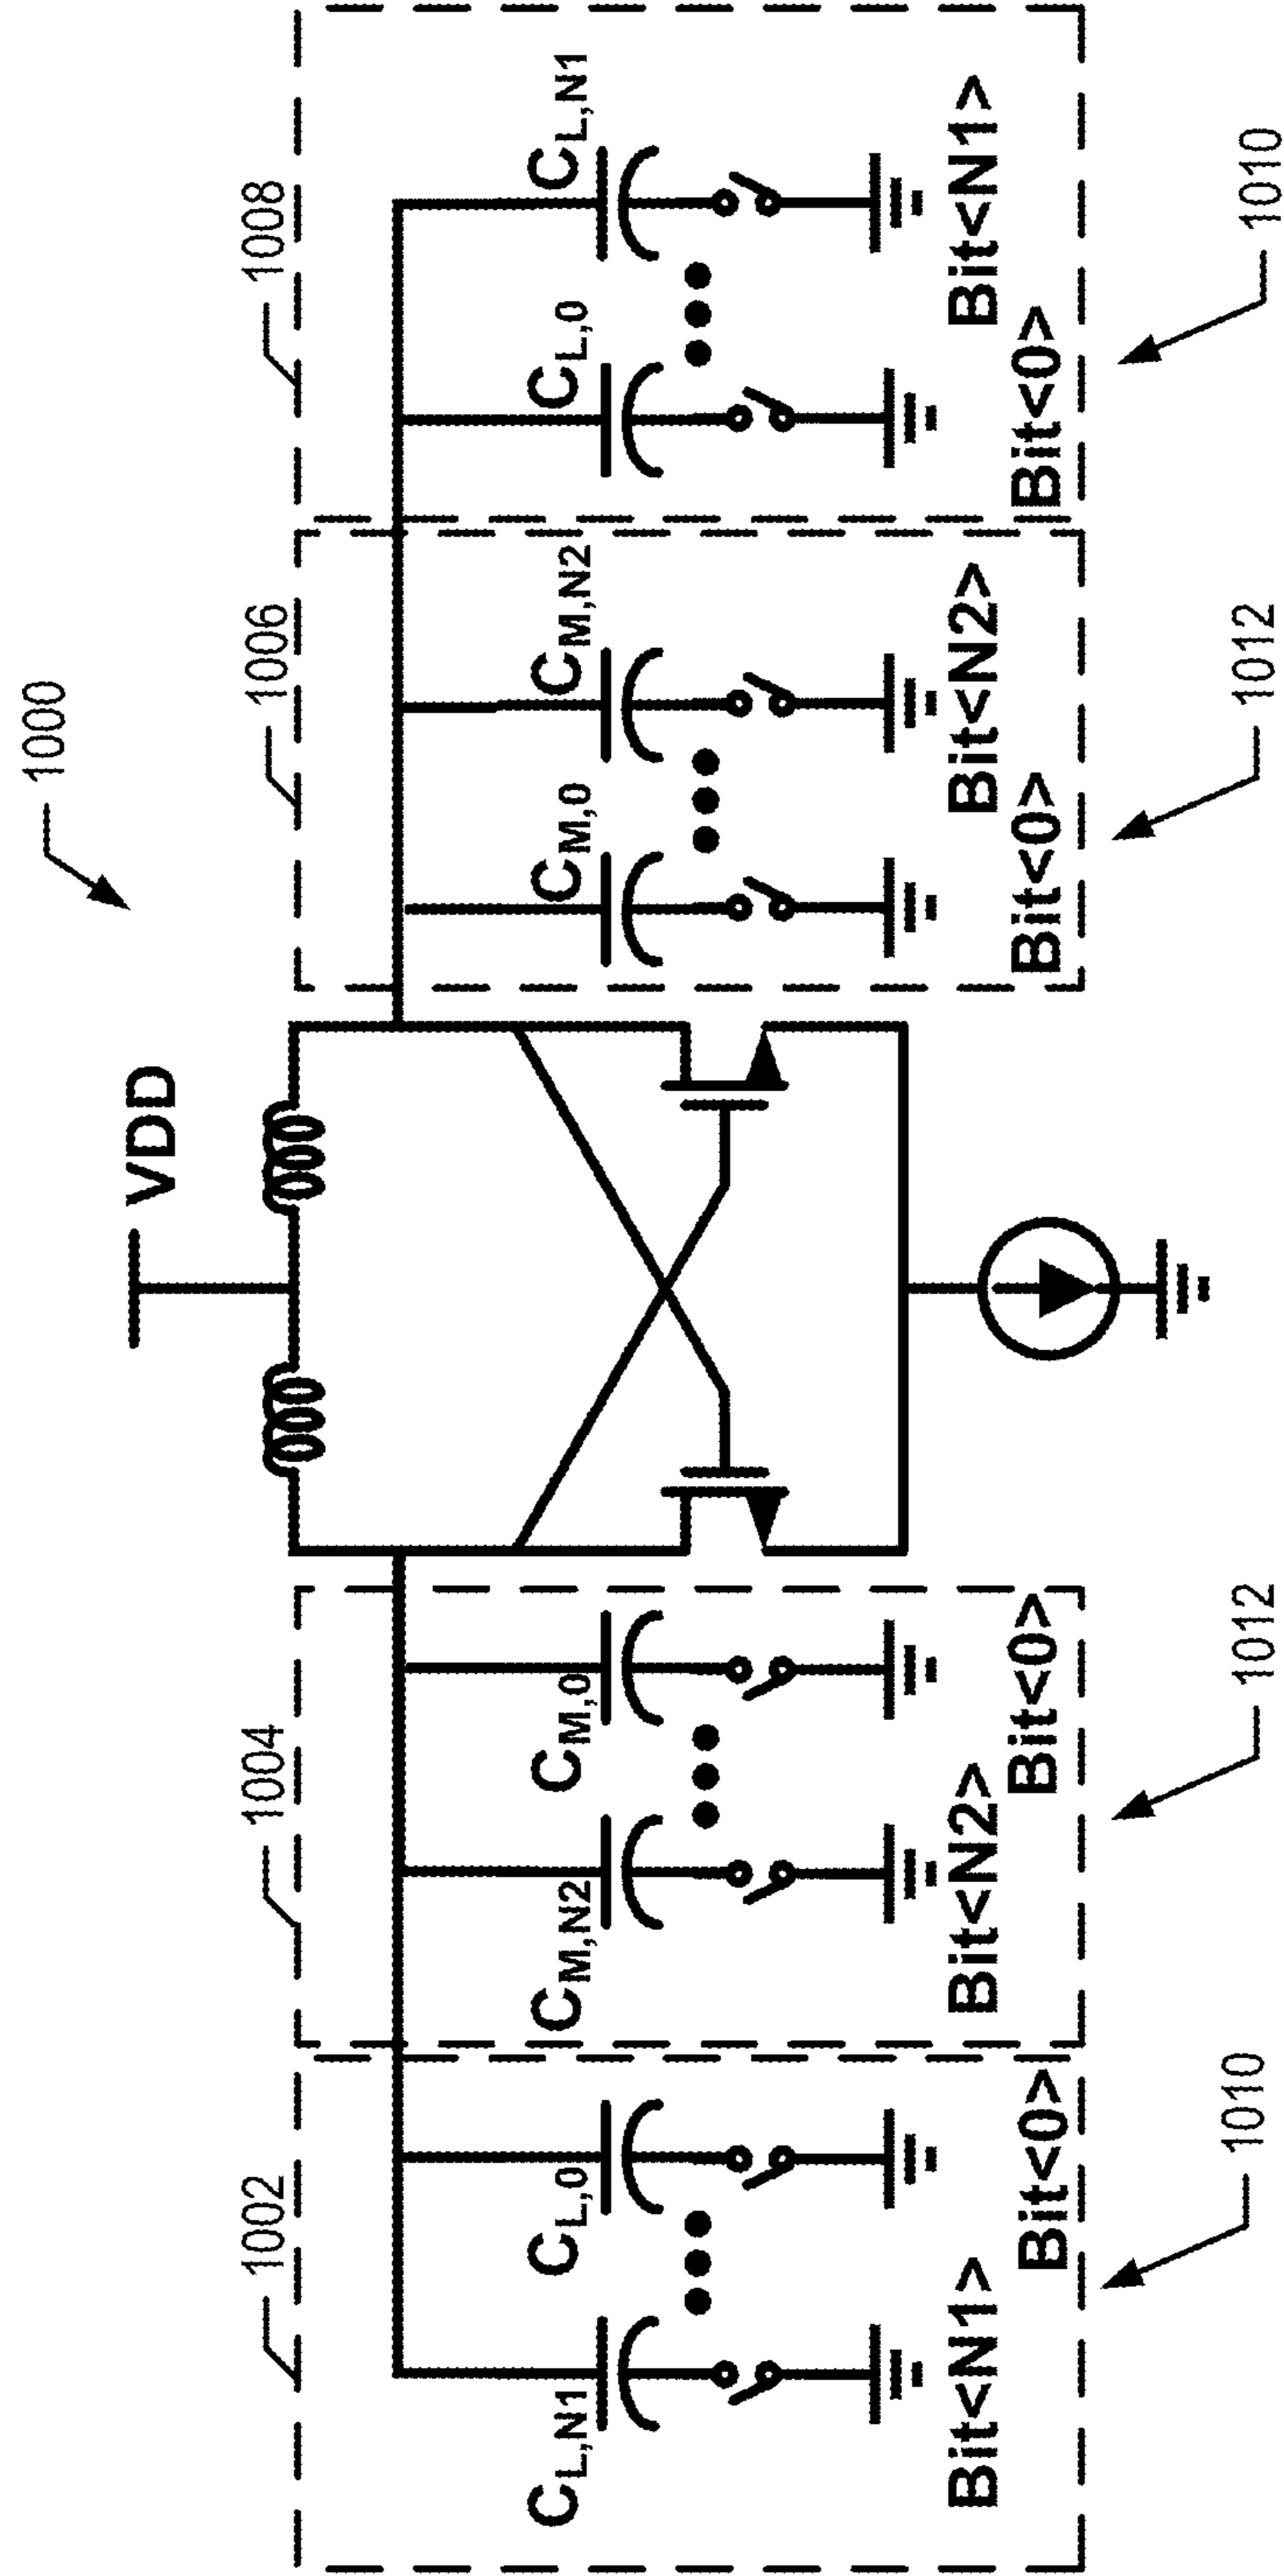 1000
VDD
1002
1004
1006
1008
C_L,N1
C_L,0
C_M,N2
C_M,0
C_M,0
C_M,N2
C_L,0
C_L,N1
Bit<N1>
Bit<0>
Bit<N2>
Bit<0>
Bit<0>
Bit<N2>
Bit<0>
Bit<N1>
1010
1012
1012
1010